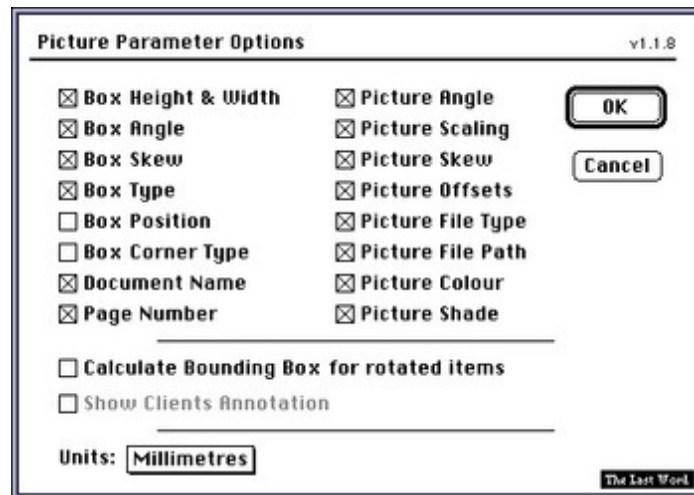 Picture Parameter Options v1.1.8
Box Height & Width Picture Angle OK
Box Angle Picture Scaling
Box Skew Picture Skew Cancel
Box Type Picture Offsets
Box Position Picture File Type
Box Corner Type Picture File Path
Document Name Picture Colour
Page Number Picture Shade
Calculate Bounding Box for rotated items
Show Clients Annotation
Units: Millimetres
The Last Word